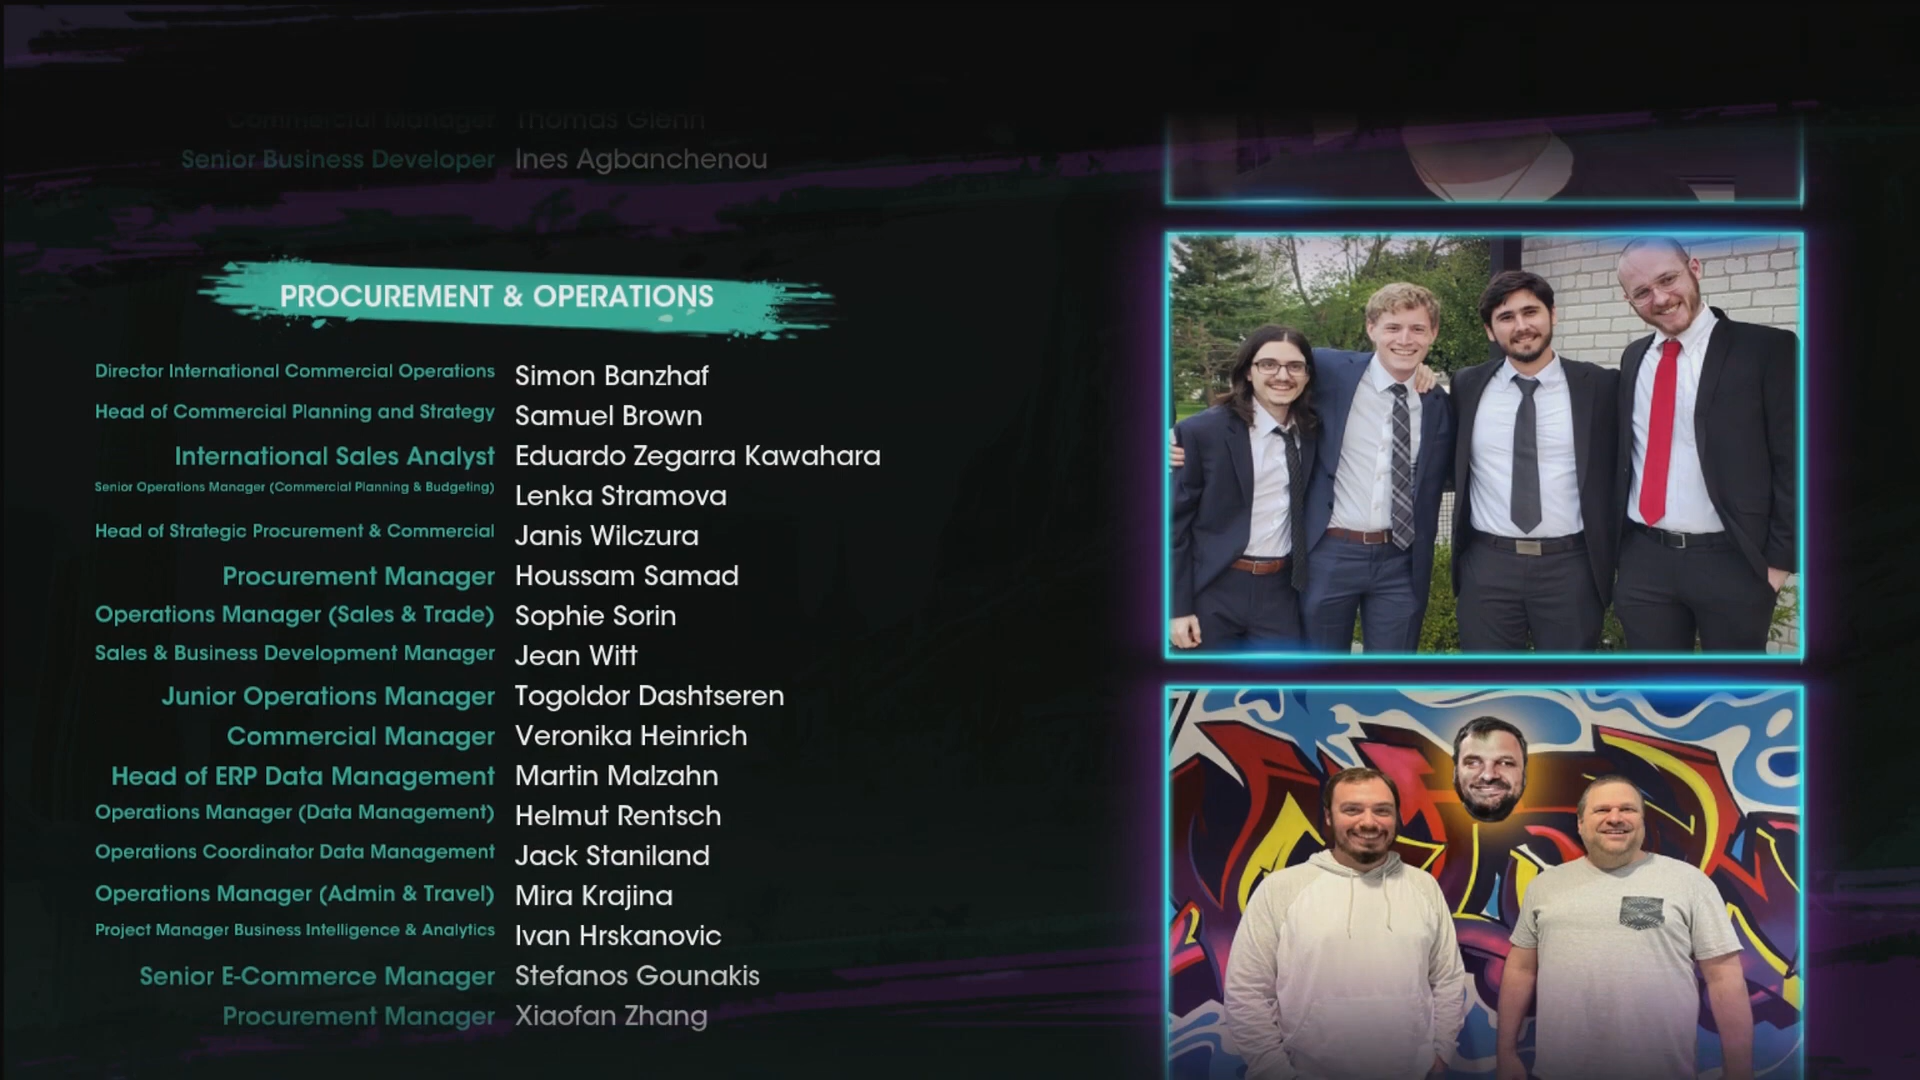 Commercial Manager Thomas Glenn
Senior Business Developer Ines Agbanchenou
PROCUREMENT & OPERATIONS
Director International Commercial Operations Simon Banzhaf
Head of Commercial Planning and Strategy Samuel Brown
International Sales Analyst Eduardo Zegarra Kawahara
Senior Operations Manager (Commercial Planning & Budgeting) Lenka Stramova
Head of Strategic Procurement & Commercial Janis Wilczura
Procurement Manager Houssam Samad
Operations Manager (Sales & Trade) Sophie Sorin
Sales & Business Development Manager Jean Witt
Junior Operations Manager Togoldor Dashtseren
Commercial Manager Veronika Heinrich
Head of ERP Data Management Martin Malzahn
Operations Manager (Data Management) Helmut Rentsch
Operations Coordinator Data Management Jack Staniland
Operations Manager (Admin & Travel) Mira Krajina
Project Manager Business Intelligence & Analytics Ivan Hrskanovic
Senior E-Commerce Manager Stefanos Gounakis
Procurement Manager Xiaofan Zhang